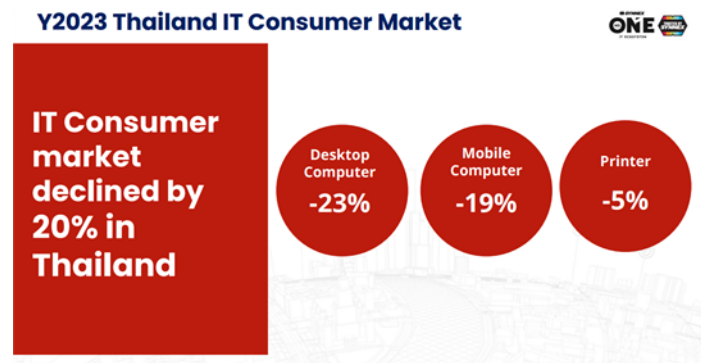 Y2023 Thailand IT Consumer Market
ONE
IT Consumer
market
declined by
20% in
Thailand
Desktop
Computer
-23%
Mobile
Computer
-19%
Printer
-5%